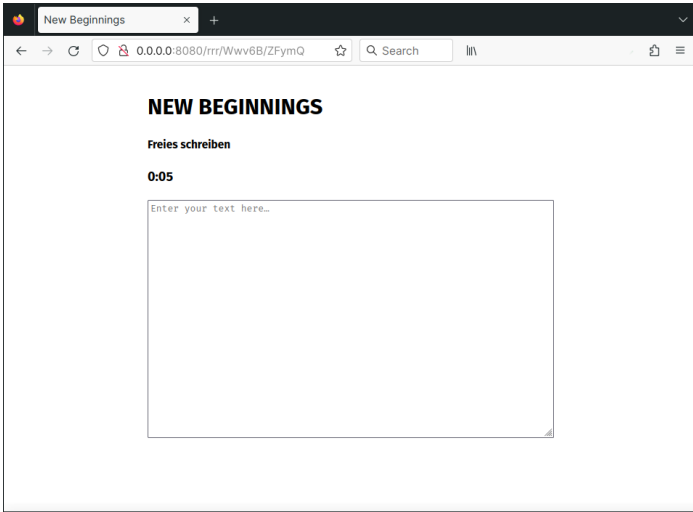 New Beginnings
0.0.0.0:8080/rrr/Wwv6B/ZFymQ
Search
NEW BEGINNINGS
Freies schreiben
0:05
Enter your text here…